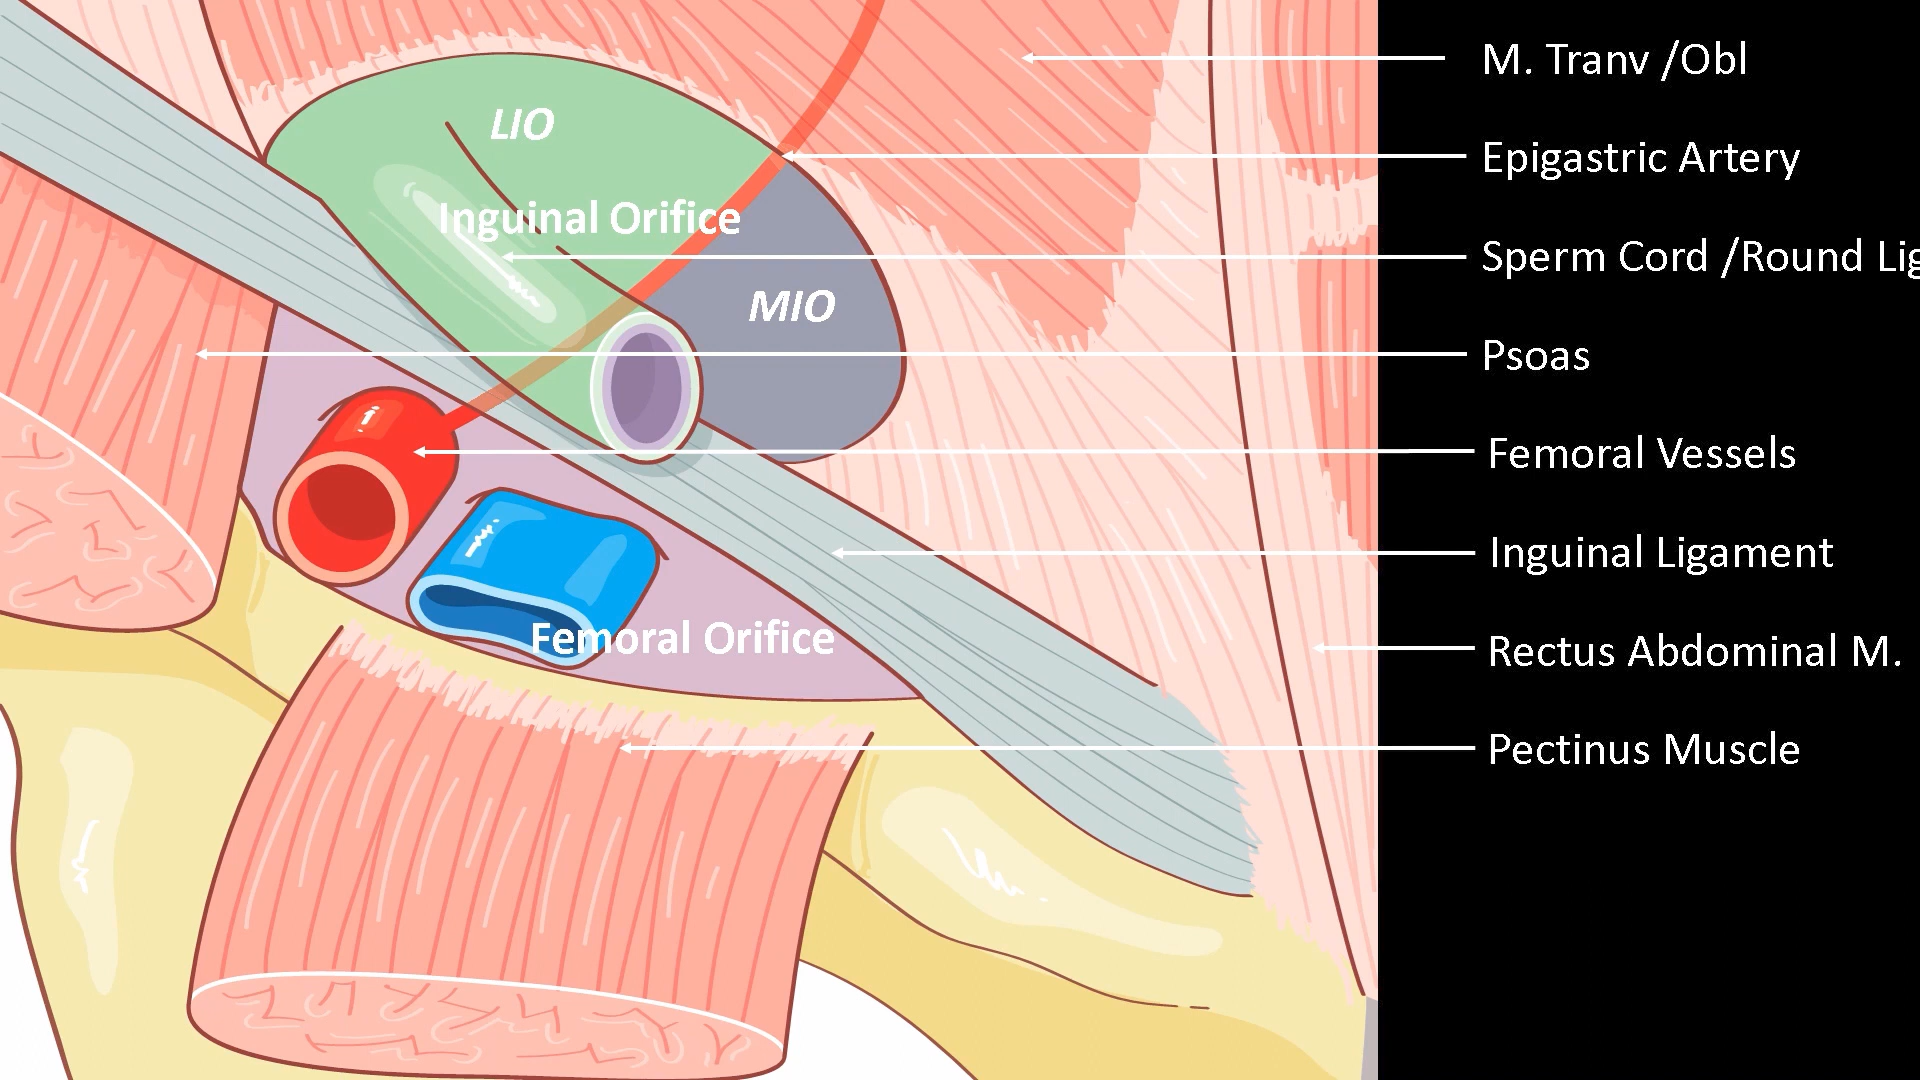 M. Tranv /Obl
LIO
Epigastric Artery
Inguinal Orifice
Sperm Cord /Round Lig
MIO
Psoas
Femoral Vessels
Inguinal Ligament
Femoral Orifice
Rectus Abdominal M.
Pectinus Muscle